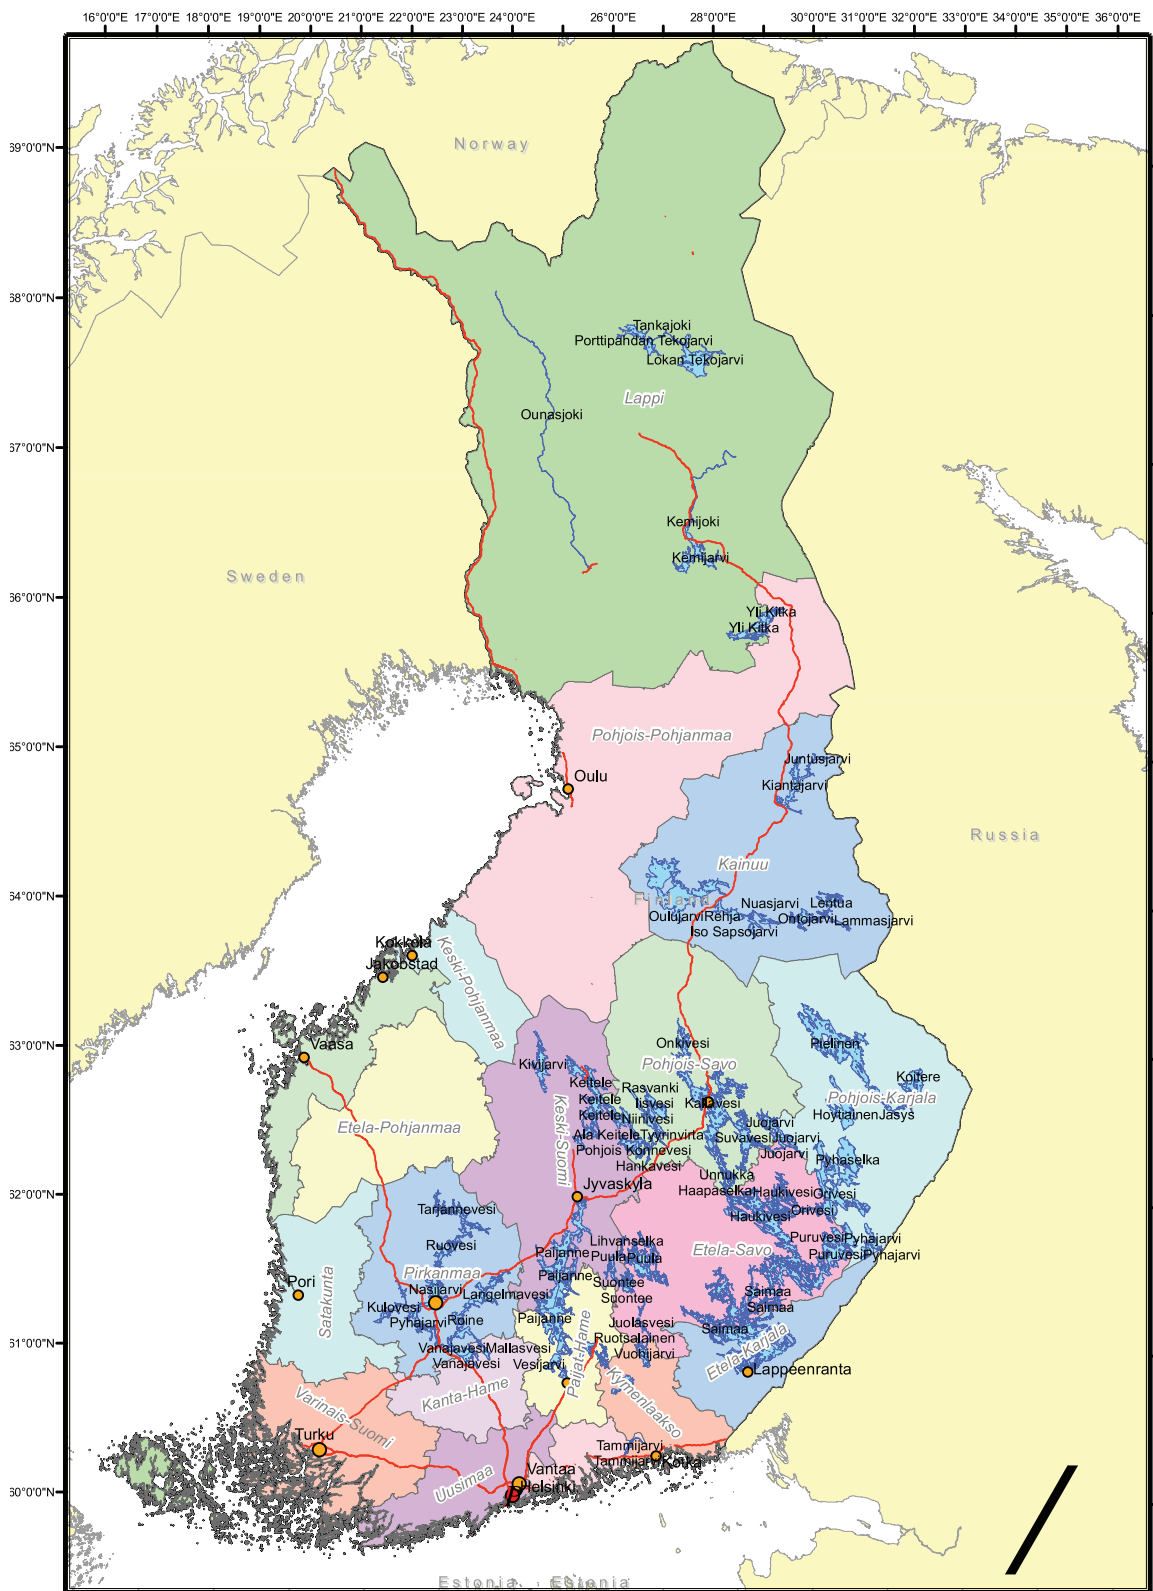 16°0'0"E 17°0'0"E 18°0'0"E 19°0'0"E 20°0'0"E 21°0'0"E 22°0'0"E 23°0'0"E 24°0'0"E 25°0'0"E 26°0'0"E 27°0'0"E 28°0'0"E 29°0'0"E 30°0'0"E 31°0'0"E 32°0'0"E 33°0'0"E 34°0'0"E 35°0'0"E 36°0'0"E
Norway
69°0'0"N
68°0'0"N
Tankajoki
Porttipahdan Tekojarvi
Lokan Tekojarvi
Lappi
Ounasjoki
67°0'0"N
Kemijoki
Kemijarvi
Sweden
66°0'0"N
Yli Kitka
Yli Kitka
Pohjois-Pohjanmaa
65°0'0"N
Juntusjarvi
Oulu
Kiantajarvi
Russia
Kainuu
64°0'0"N
Finland
Nuasjarvi
Lentua
Oulujarvi
Rehja
Ontojarvi
Lammasjarvi
Iso Sapsojarvi
Kokkola
Keski-Pohjanmaa
Jakobstad
63°0'0"N
Vaasa
Onkivesi
Pielinen
Kivijarvi
Pohjois-Savo
Koitere
Keitele
Rasvanki
Pohjois-Karjala
Keitele
Iisvesi
Kallavesi
Keitele
Niinivesi
Hoytiainen
Jasys
Etela-Pohjanmaa
Keski-Suomi
Juojarvi
Ala Keitele
Tyyrinvirta
Suvavesi
Juojarvi
Pohjois Konnevesi
Juojarvi
Hankavesi
Pyhaselka
Unnukka
62°0'0"N
Jyvaskyla
Haapaselka
Haukivesi
Orivesi
Tarjannevesi
Haukivesi
Orivesi
Ruovesi
Lihvanselka
Puruvesi
Pyhajarvi
Paijanne
Puula
Puula
Etela-Savo
Puruvesi
Pyhajarvi
Pirkanmaa
Paijanne
Suontee
Pori
Nasijarvi
Langelmavesi
Suontee
Saimaa
Satakunta
Kulovesi
Saimaa
Pyhajarvi
Roine
Paijanne
Juolasvesi
Saimaa
61°0'0"N
Paijat-Hame
Ruotsalainen
Etela-Karjala
Vanajavesi
Mallasvesi
Vuohijarvi
Vanajavesi
Vesijarvi
Lappeenranta
Kanta-Hame
Kymenlaakso
Varinais-Suomi
Turku
Tammijarvi
Tammijarvi
Kotka
Vantaa
Uusimaa
Helsinki
60°0'0"N
Estonia
Estonia